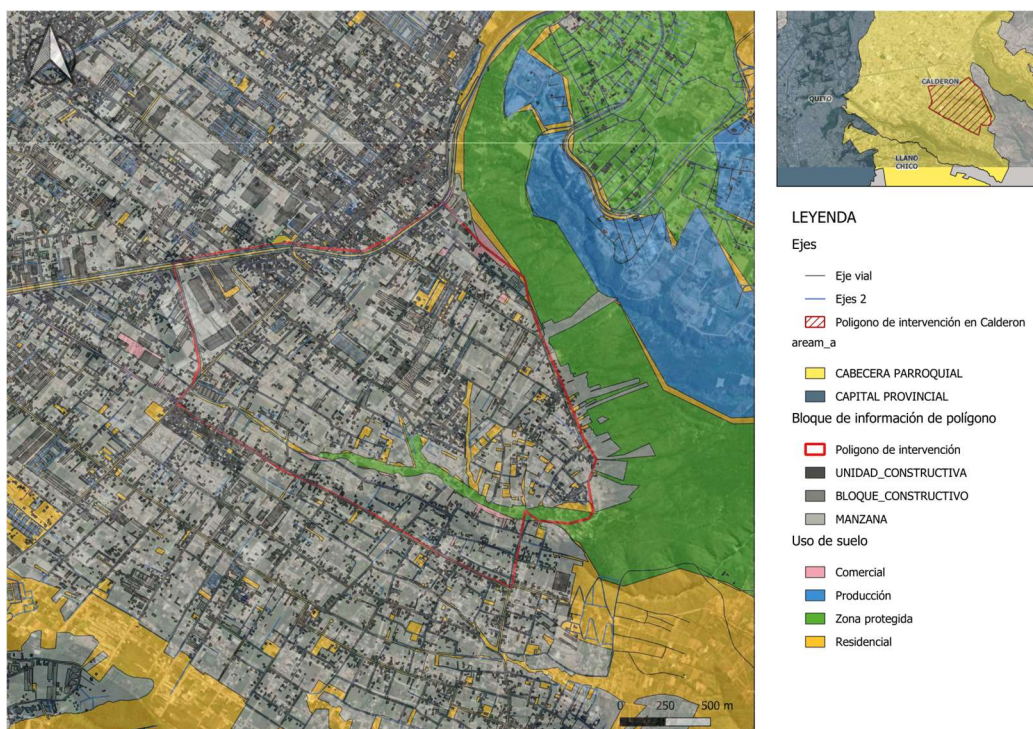 CALDERON
QUITO
LLANO
CHICO
LEYENDA
Ejes
Eje vial
Ejes 2
Poligono de intervención en Calderon
aream_a
CABECERA PARROQUIAL
CAPITAL PROVINCIAL
Bloque de información de polígono
Poligono de intervención
UNIDAD_CONSTRUCTIVA
BLOQUE_CONSTRUCTIVO
MANZANA
Uso de suelo
Comercial
Producción
Zona protegida
Residencial
0 250 500 m